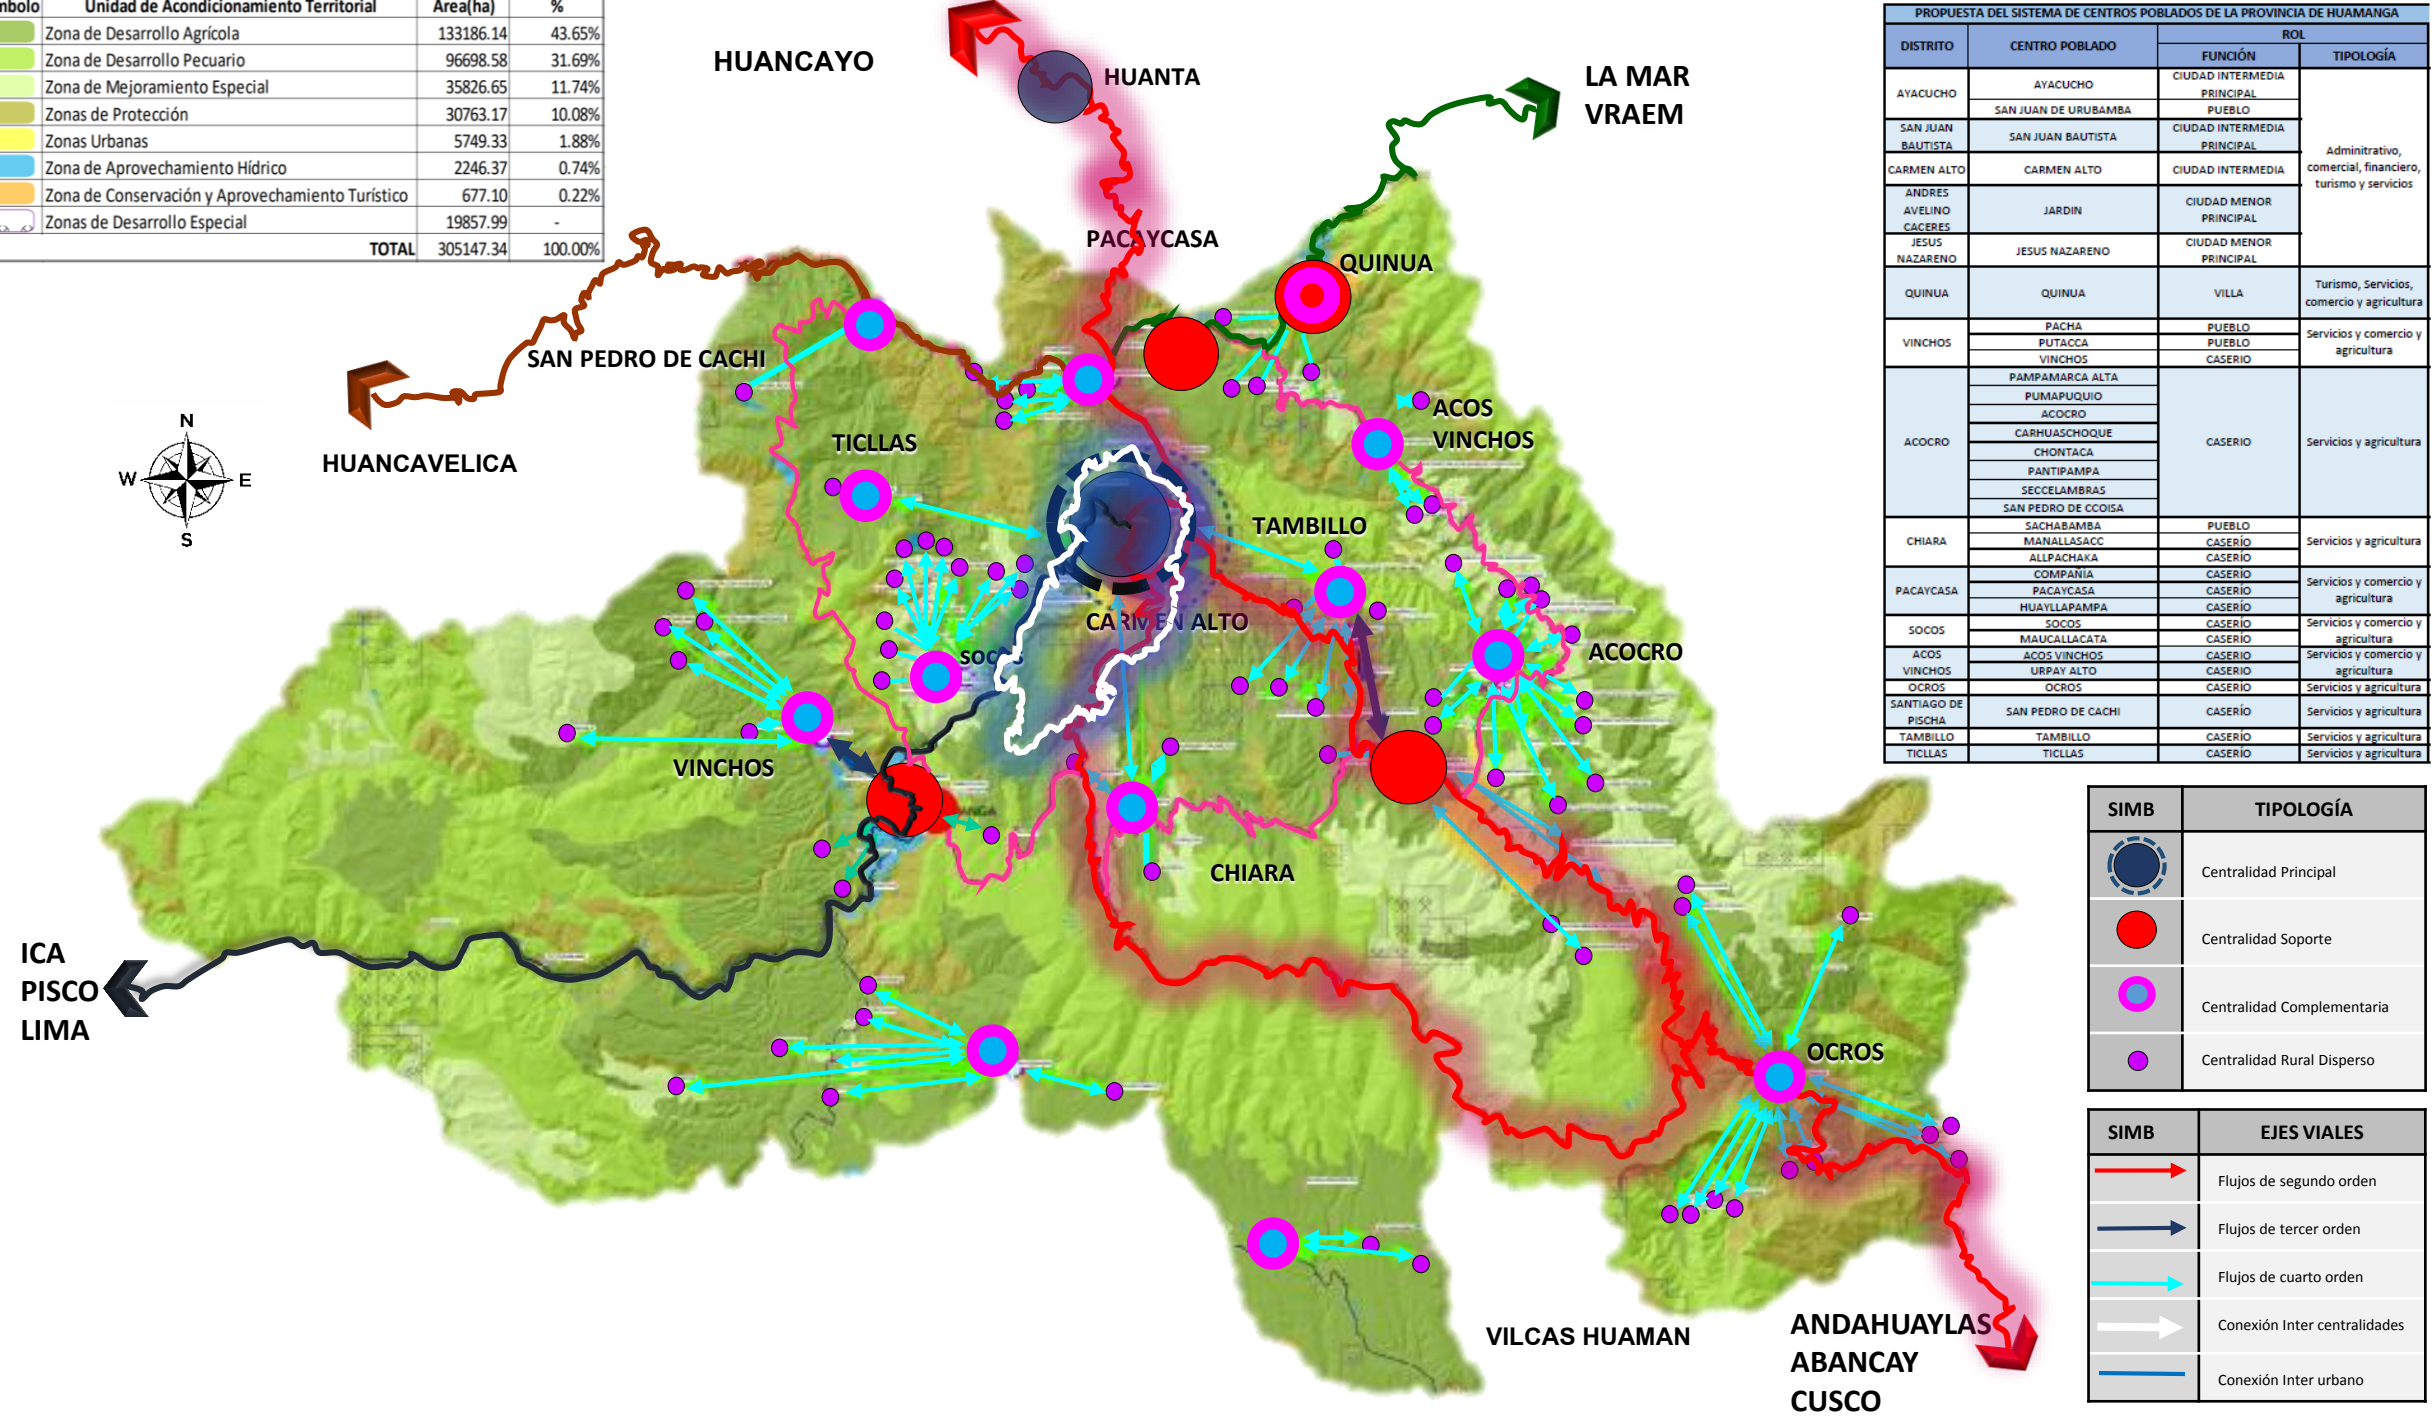 Unidad de Acondicionamiento Territorial Area(ha) %
Zona de Desarrollo Agrícola 133186.14 43.65%
Zona de Desarrollo Pecuario 96698.58 31.69%
Zona de Mejoramiento Especial 35826.65 11.74%
Zonas de Protección 30763.17 10.08%
Zonas Urbanas 5749.33 1.88%
Zona de Aprovechamiento Hídrico 2246.37 0.74%
Zona de Conservación y Aprovechamiento Turístico 677.10 0.22%
Zonas de Desarrollo Especial 19857.99 -
TOTAL 305147.34 100.00%
HUANCAYO
HUANTA
LA MAR
VRAEM
PACAYCASA
QUINUA
SAN PEDRO DE CACHI
HUANCAVELICA
TICLLAS
ACOS
VINCHOS
N
W E
S
TAMBILLO
CARMEN ALTO
SOCOS
ACOCRO
VINCHOS
CHIARA
ICA
PISCO
LIMA
OCROS
VILCAS HUAMAN
ANDAHUAYLAS
ABANCAY
CUSCO
PROPUESTA DEL SISTEMA DE CENTROS POBLADOS DE LA PROVINCIA DE HUAMANGA
DISTRITO CENTRO POBLADO ROL
FUNCIÓN TIPOLOGÍA
AYACUCHO AYACUCHO CIUDAD INTERMEDIA
PRINCIPAL
SAN JUAN DE URUBAMBA PUEBLO
SAN JUAN
BAUTISTA
SAN JUAN BAUTISTA CIUDAD INTERMEDIA
PRINCIPAL
CARMEN ALTO CARMEN ALTO CIUDAD INTERMEDIA
ANDRES
AVELINO
CACERES
JARDIN CIUDAD MENOR
PRINCIPAL
JESUS
NAZARENO
JESUS NAZARENO CIUDAD MENOR
PRINCIPAL
Adminitrativo,
comercial, financiero,
turismo y servicios
QUINUA QUINUA VILLA Turismo, Servicios,
comercio y agricultura
VINCHOS PACHA PUEBLO
PUTACCA PUEBLO
VINCHOS CASERIO
Servicios y comercio y
agricultura
ACOCRO PAMPAMARCA ALTA
PUMAPUQUIO
ACOCRO
CARHUASCHOQUE
CHONTACA
PANTIPAMPA
SECCELAMBRAS
SAN PEDRO DE CCOISA
CASERIO Servicios y agricultura
CHIARA SACHABAMBA PUEBLO
MANALLASACC CASERÍO
ALLPACHAKA CASERÍO
Servicios y agricultura
PACAYCASA COMPAÑIA CASERÍO
PACAYCASA CASERÍO
HUAYLLAPAMPA CASERÍO
Servicios y comercio y
agricultura
SOCOS SOCOS CASERÍO
MAUCALLACATA CASERÍO
Servicios y comercio y
agricultura
ACOS
VINCHOS
ACOS VINCHOS CASERÍO
URPAY ALTO CASERÍO
Servicios y comercio y
agricultura
OCROS OCROS CASERÍO Servicios y agricultura
SANTIAGO DE
PISCHA
SAN PEDRO DE CACHI CASERÍO Servicios y agricultura
TAMBILLO TAMBILLO CASERÍO Servicios y agricultura
TICLLAS TICLLAS CASERÍO Servicios y agricultura
SIMB TIPOLOGÍA
Centralidad Principal
Centralidad Soporte
Centralidad Complementaria
Centralidad Rural Disperso
SIMB EJES VIALES
Flujos de segundo orden
Flujos de tercer orden
Flujos de cuarto orden
Conexión Inter centralidades
Conexión Inter urbano